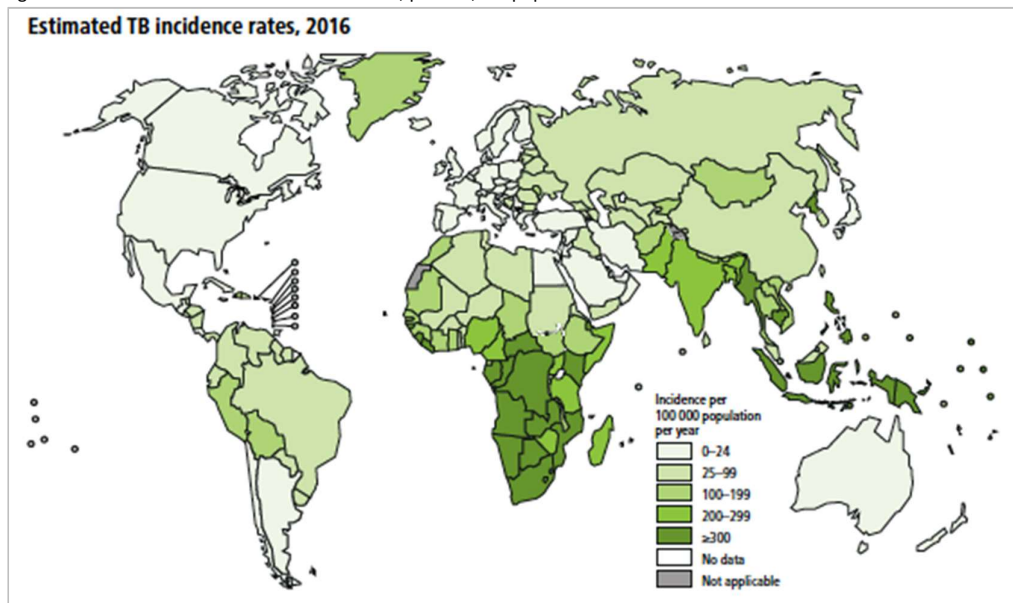 Estimated TB incidence rates, 2016
Incidence per
100 000 population
per year
0–24
25–99
100–199
200–299
≥300
No data
Not applicable